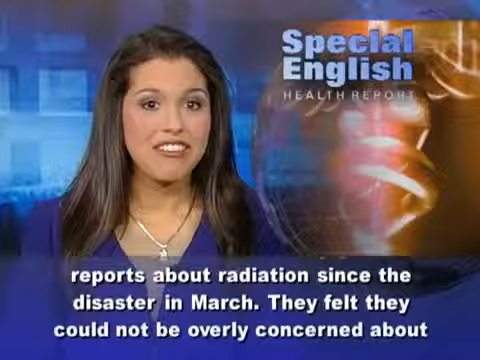 Special
English
HEALTH REPORT
reports about radiation since the
disaster in March. They felt they
could not be overly concerned about